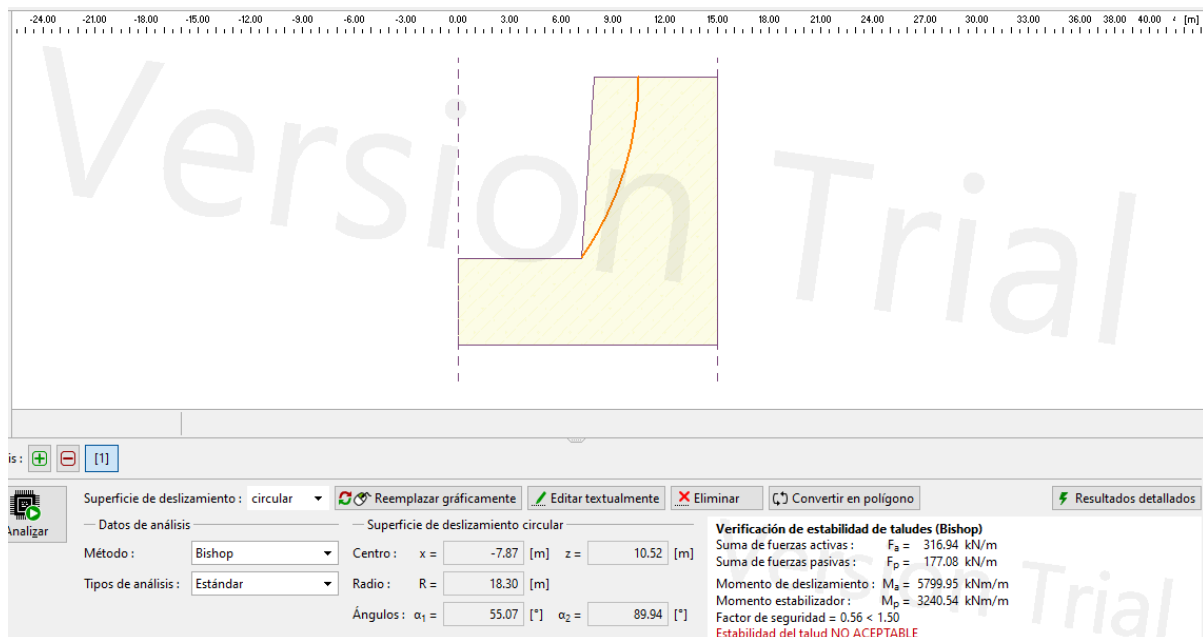 -24.00 -21.00 -18.00 -15.00 -12.00 -9.00 -6.00 -3.00 0.00 3.00 6.00 9.00 12.00 15.00 18.00 21.00 24.00 27.00 30.00 33.00 36.00 38.00 40.00 [m]
Version Trial
is : [1]
Analizar
Superficie de deslizamiento : circular Reemplazar gráficamente Editar textualmente Eliminar Convertir en polígono Resultados detallados
Datos de análisis
Método : Bishop
Tipos de análisis : Estándar
Superficie de deslizamiento circular
Centro : x = -7.87 [m] z = 10.52 [m]
Radio : R = 18.30 [m]
Ángulos : α1 = 55.07 [°] α2 = 89.94 [°]
Version Trial
Verificación de estabilidad de taludes (Bishop)
Suma de fuerzas activas : Fa = 316.94 kN/m
Suma de fuerzas pasivas : Fp = 177.08 kN/m
Momento de deslizamiento : Ma = 5799.95 kNm/m
Momento estabilizador : Mp = 3240.54 kNm/m
Factor de seguridad = 0.56 < 1.50
Estabilidad del talud NO ACEPTABLE